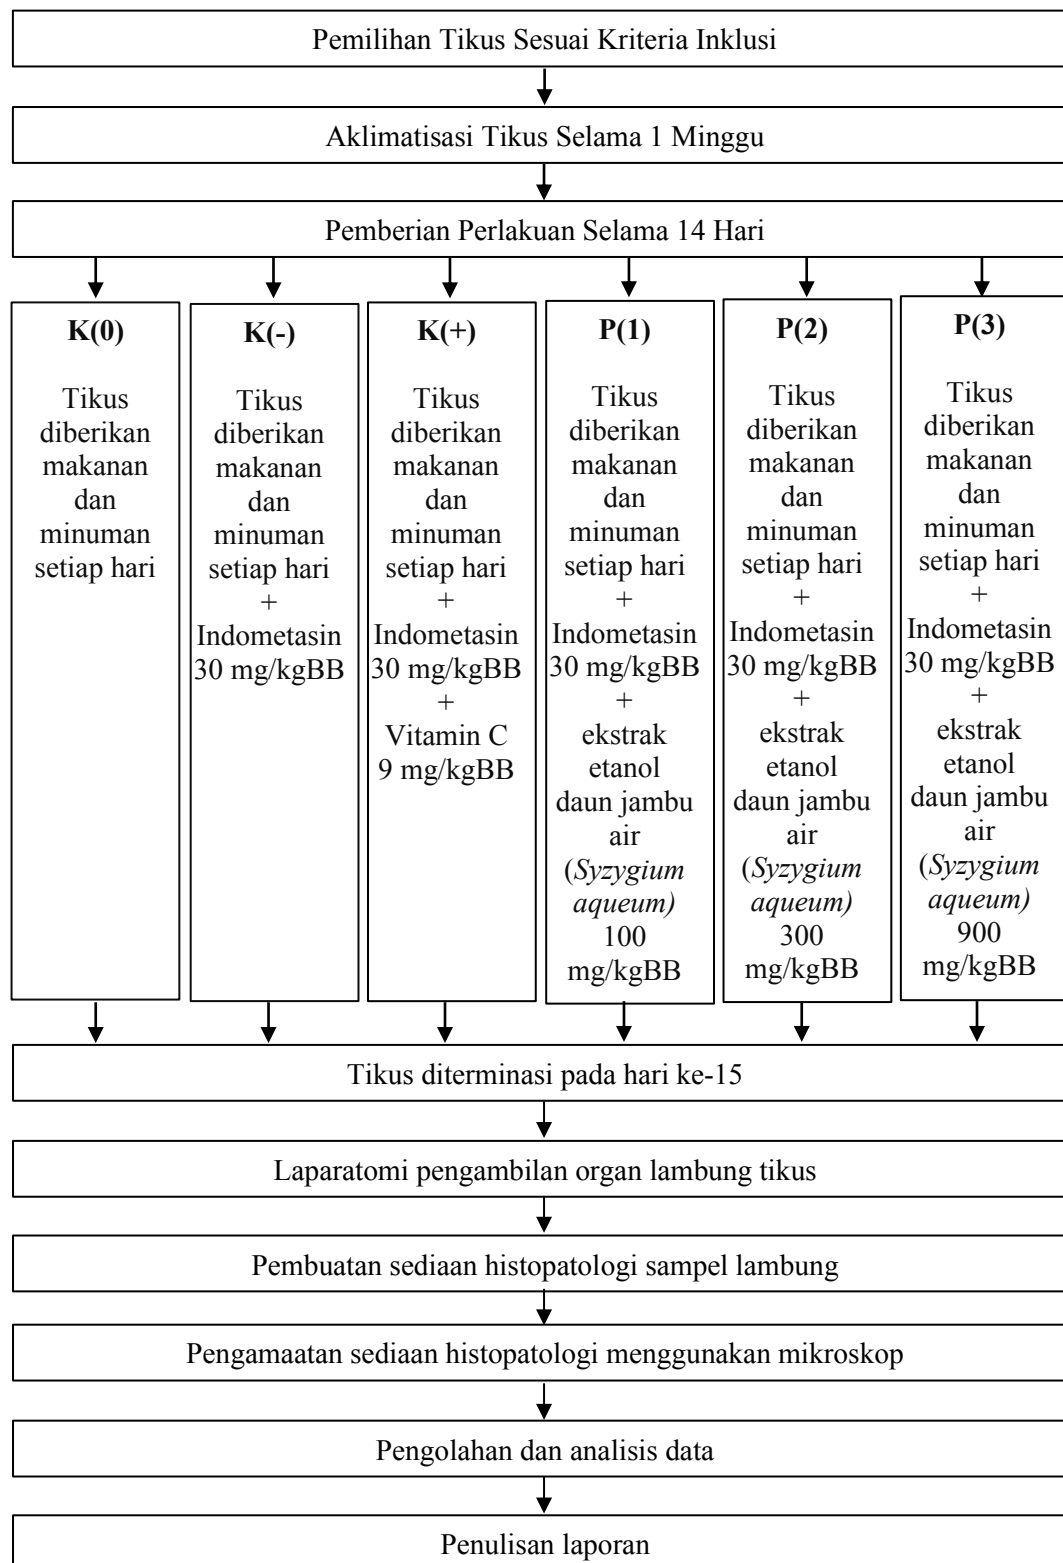 Pemilihan Tikus Sesuai Kriteria Inklusi
Aklimatisasi Tikus Selama 1 Minggu
Pemberian Perlakuan Selama 14 Hari
K(0)
Tikus
diberikan
makanan
dan
minuman
setiap hari
K(-)
Tikus
diberikan
makanan
dan
minuman
setiap hari
+
Indometasin
30 mg/kgBB
K(+)
Tikus
diberikan
makanan
dan
minuman
setiap hari
+
Indometasin
30 mg/kgBB
+
Vitamin C
9 mg/kgBB
P(1)
Tikus
diberikan
makanan
dan
minuman
setiap hari
+
Indometasin
30 mg/kgBB
+
ekstrak
etanol
daun jambu
air
(Syzygium
aqueum)
100
mg/kgBB
P(2)
Tikus
diberikan
makanan
dan
minuman
setiap hari
+
Indometasin
30 mg/kgBB
+
ekstrak
etanol
daun jambu
air
(Syzygium
aqueum)
300
mg/kgBB
P(3)
Tikus
diberikan
makanan
dan
minuman
setiap hari
+
Indometasin
30 mg/kgBB
+
ekstrak
etanol
daun jambu
air
(Syzygium
aqueum)
900
mg/kgBB
Tikus diterminasi pada hari ke-15
Laparatomi pengambilan organ lambung tikus
Pembuatan sediaan histopatologi sampel lambung
Pengamaatan sediaan histopatologi menggunakan mikroskop
Pengolahan dan analisis data
Penulisan laporan